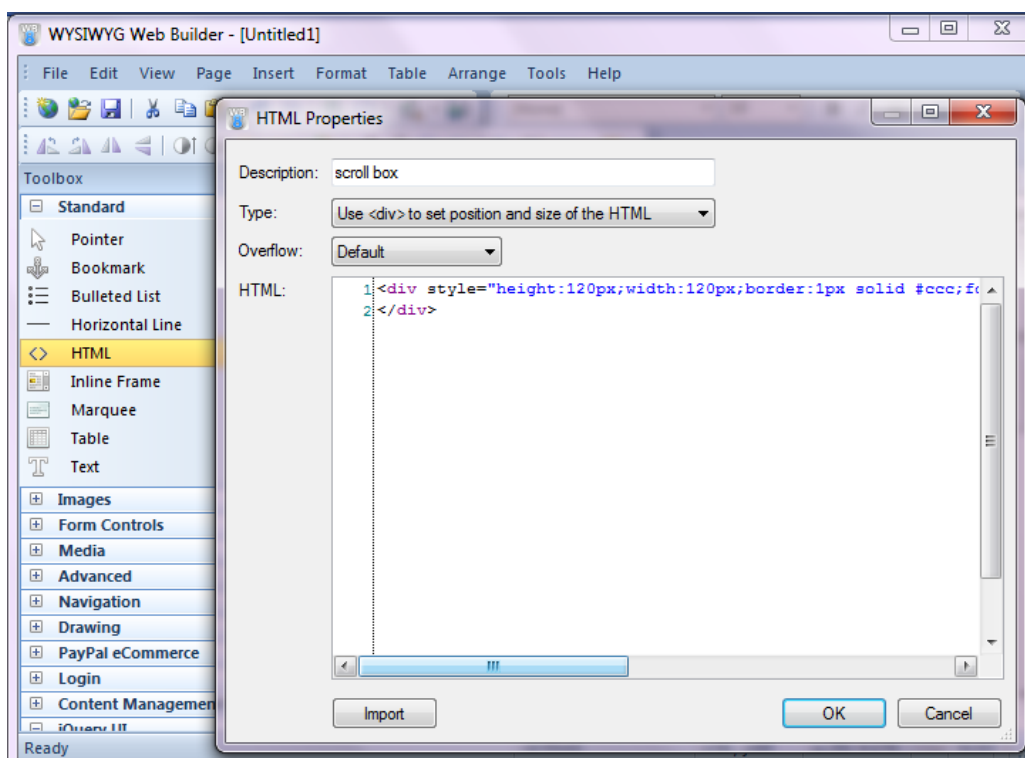 WYSIWYG Web Builder - [Untitled1]
File Edit View Page Insert Format Table Arrange Tools Help
HTML Properties
Toolbox
Standard
Pointer
Bookmark
Bulleted List
Horizontal Line
HTML
Inline Frame
Marquee
Table
Text
Images
Form Controls
Media
Advanced
Navigation
Drawing
PayPal eCommerce
Login
Content Managemen
jQuery UI
Ready
Description: scroll box
Type: Use <div> to set position and size of the HTML
Overflow: Default
HTML:
1 <div style="height:120px;width:120px;border:1px solid #ccc;fo
2 </div>
Import OK Cancel